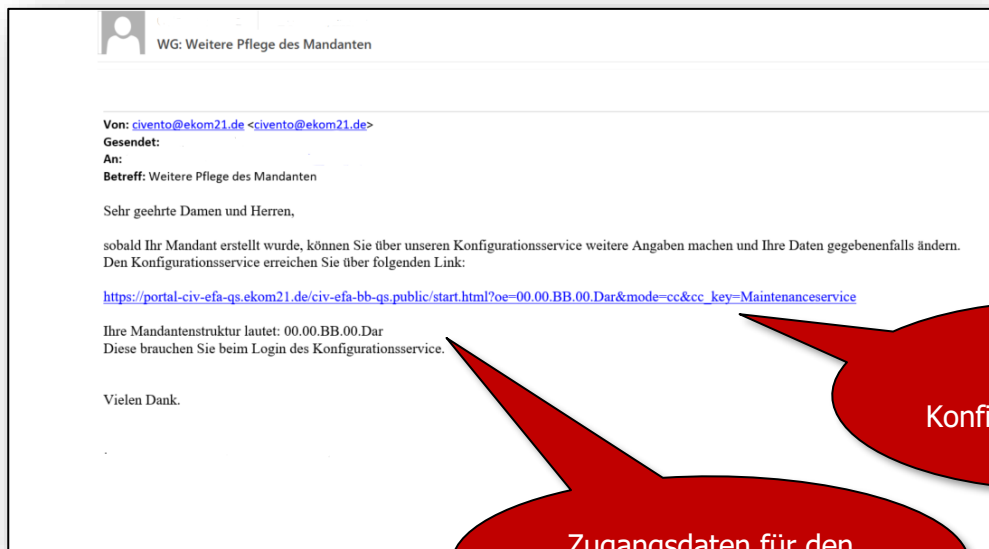 WG: Weitere Pflege des Mandanten
Von: civento@ekom21.de <civento@ekom21.de>
Gesendet:
An:
Betreff: Weitere Pflege des Mandanten
Sehr geehrte Damen und Herren,
sobald Ihr Mandant erstellt wurde, können Sie über unseren Konfigurationsservice weitere Angaben machen und Ihre Daten gegebenenfalls ändern.
Den Konfigurationsservice erreichen Sie über folgenden Link:
https://portal-civ-efa-qs.ekom21.de/civ-efa-bb-qs.public/start.html?oe=00.00.BB.00.Dar&mode=cc&cc_key=Maintenanceservice
Ihre Mandantenstruktur lautet: 00.00.BB.00.Dar
Diese brauchen Sie beim Login des Konfigurationsservice.
Vielen Dank.
Konfi
Zugangsdaten für den